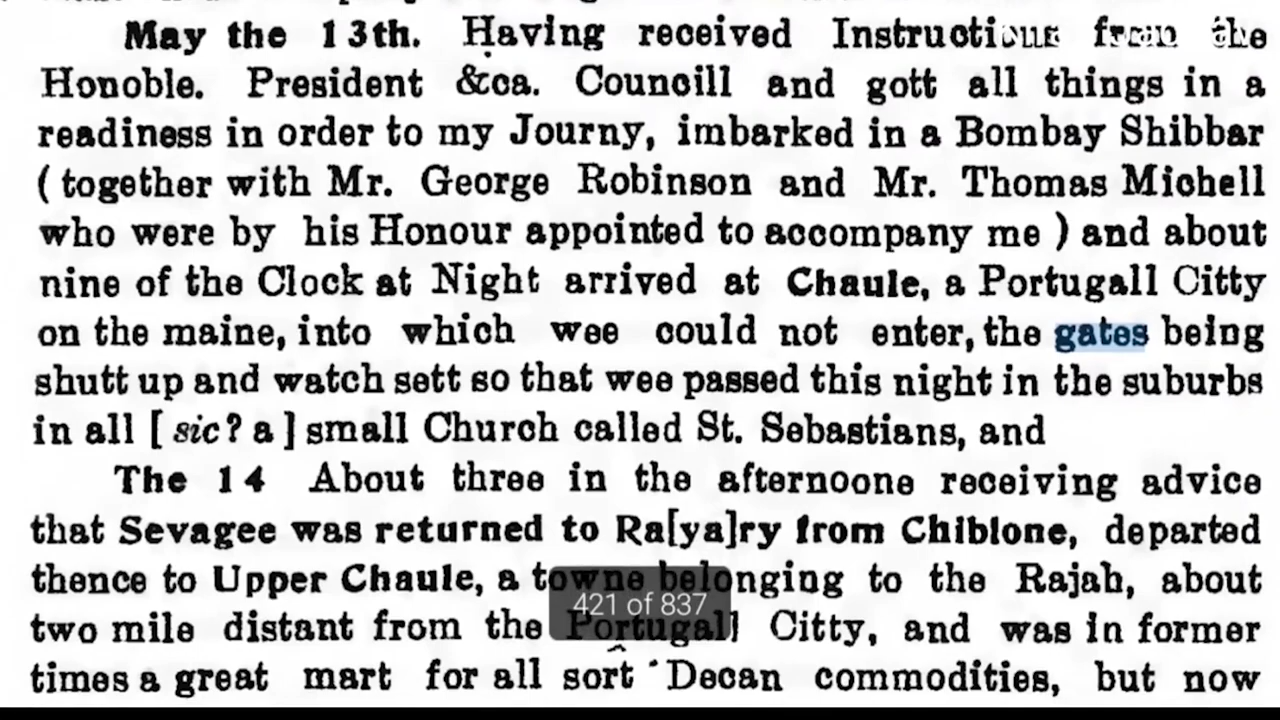 May the 13th. Having received Instructions from the
Honoble. President &ca. Councill and gott all things in a
readiness in order to my Journy, imbarked in a Bombay Shibbar
( together with Mr. George Robinson and Mr. Thomas Michell
who were by his Honour appointed to accompany me ) and about
nine of the Clock at Night arrived at Chaule, a Portugall Citty
on the maine, into which wee could not enter, the gates being
shutt up and watch sett so that wee passed this night in the suburbs
in all [ sic? a ] small Church called St. Sebastians, and
The 14 About three in the afternoone receiving advice
that Sevagee was returned to Ra[ya]ry from Chiblone, departed
thence to Upper Chaule, a towne belonging to the Rajah, about
421 of 837
two mile distant from the Portugall Citty, and was in former
times a great mart for all sort Decan commodities, but now